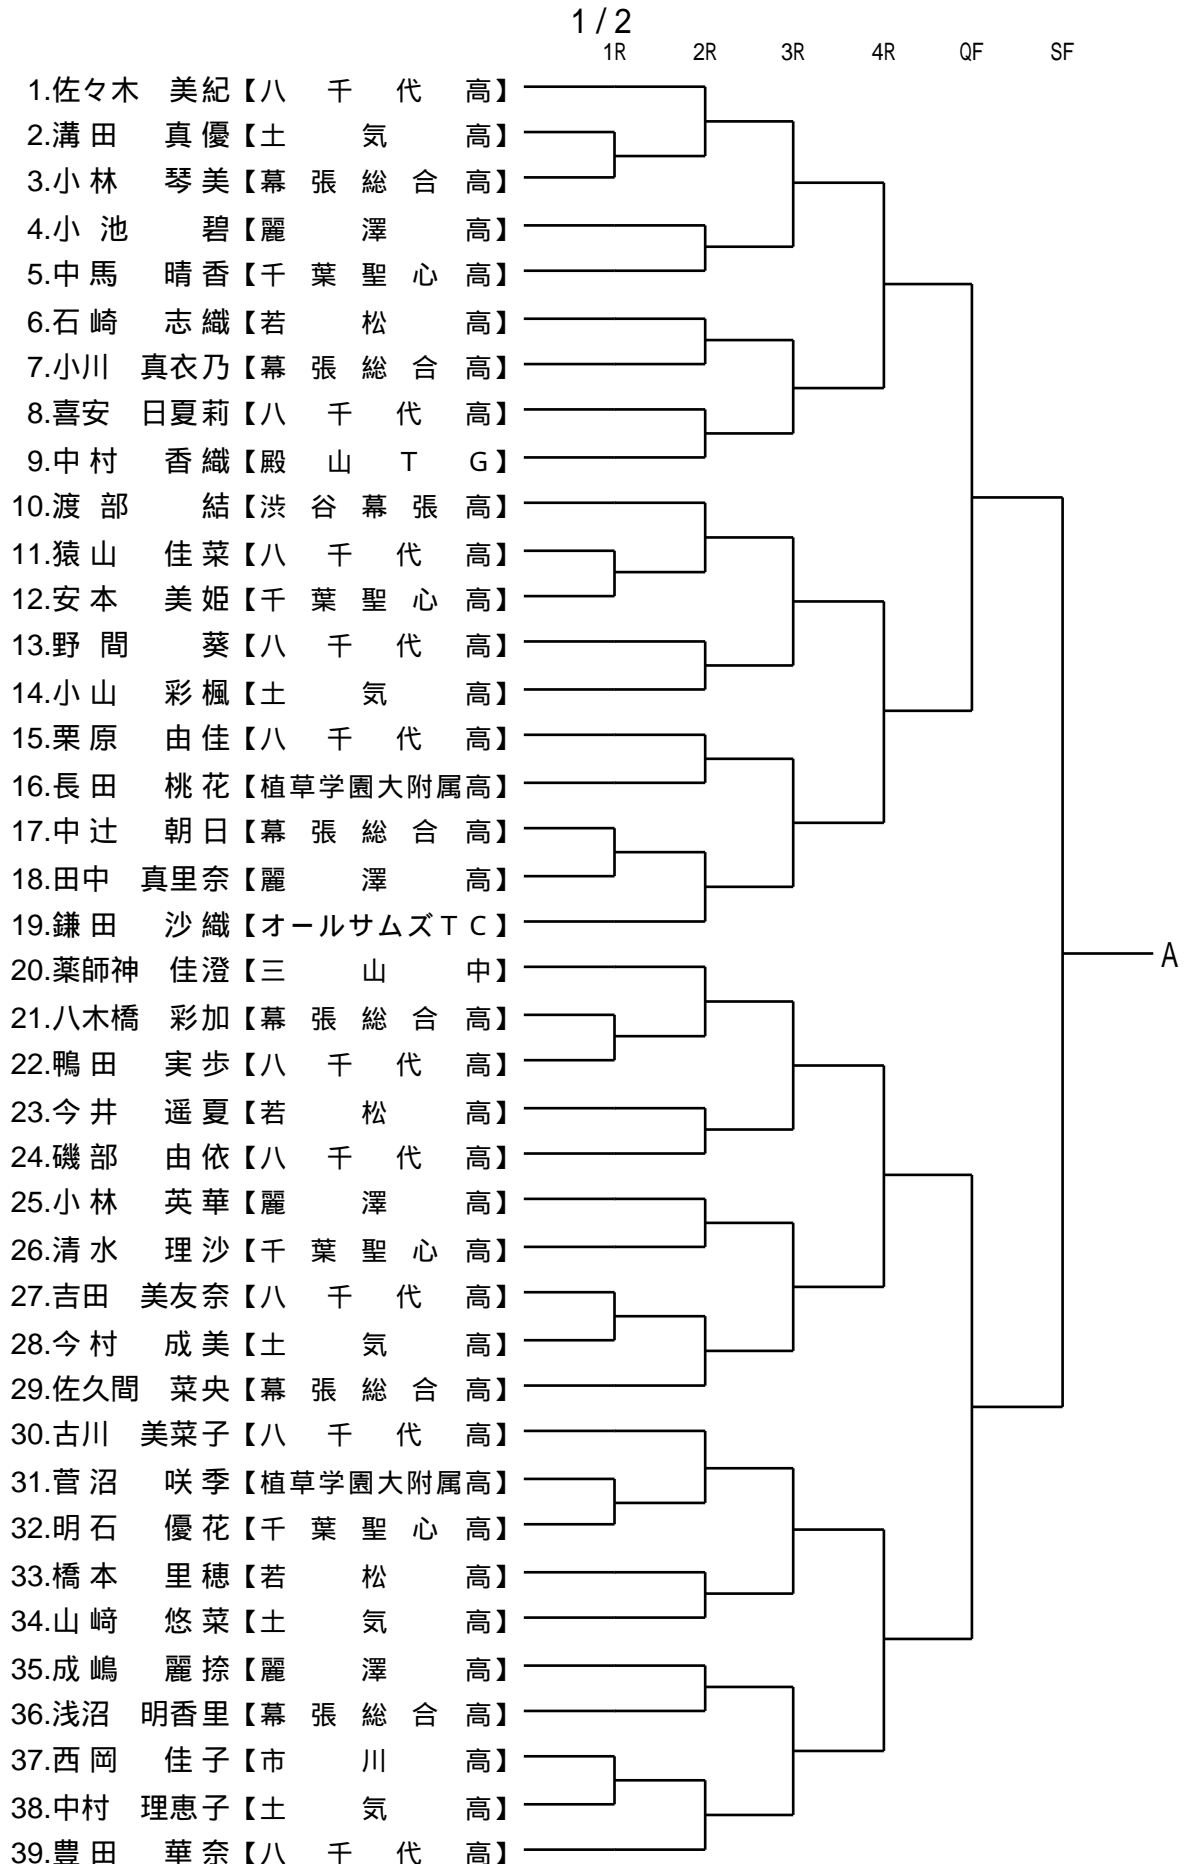 1 / 2
1R 2R 3R 4R QF SF
1.佐々木 美紀【八千代高】
2.溝田 真優【土気高】
3.小林 琴美【幕張総合高】
4.小池 碧【麗澤高】
5.中馬 晴香【千葉聖心高】
6.石崎 志織【若松高】
7.小川 真衣乃【幕張総合高】
8.喜安 日夏莉【八千代高】
9.中村 香織【殿山TG】
10.渡部 結【渋谷幕張高】
11.猿山 佳菜【八千代高】
12.安本 美姫【千葉聖心高】
13.野間 葵【八千代高】
14.小山 彩楓【土気高】
15.栗原 由佳【八千代高】
16.長田 桃花【植草学園大附属高】
17.中辻 朝日【幕張総合高】
18.田中 真里奈【麗澤高】
19.鎌田 沙織【オールサムズTC】
20.薬師神 佳澄【三山中】
A
21.八木橋 彩加【幕張総合高】
22.鴨田 実歩【八千代高】
23.今井 遥夏【若松高】
24.磯部 由依【八千代高】
25.小林 英華【麗澤高】
26.清水 理沙【千葉聖心高】
27.吉田 美友奈【八千代高】
28.今村 成美【土気高】
29.佐久間 菜央【幕張総合高】
30.古川 美菜子【八千代高】
31.菅沼 咲季【植草学園大附属高】
32.明石 優花【千葉聖心高】
33.橋本 里穂【若松高】
34.山﨑 悠菜【土気高】
35.成嶋 麗捺【麗澤高】
36.浅沼 明香里【幕張総合高】
37.西岡 佳子【市川高】
38.中村 理恵子【土気高】
39.豊田 華奈【八千代高】